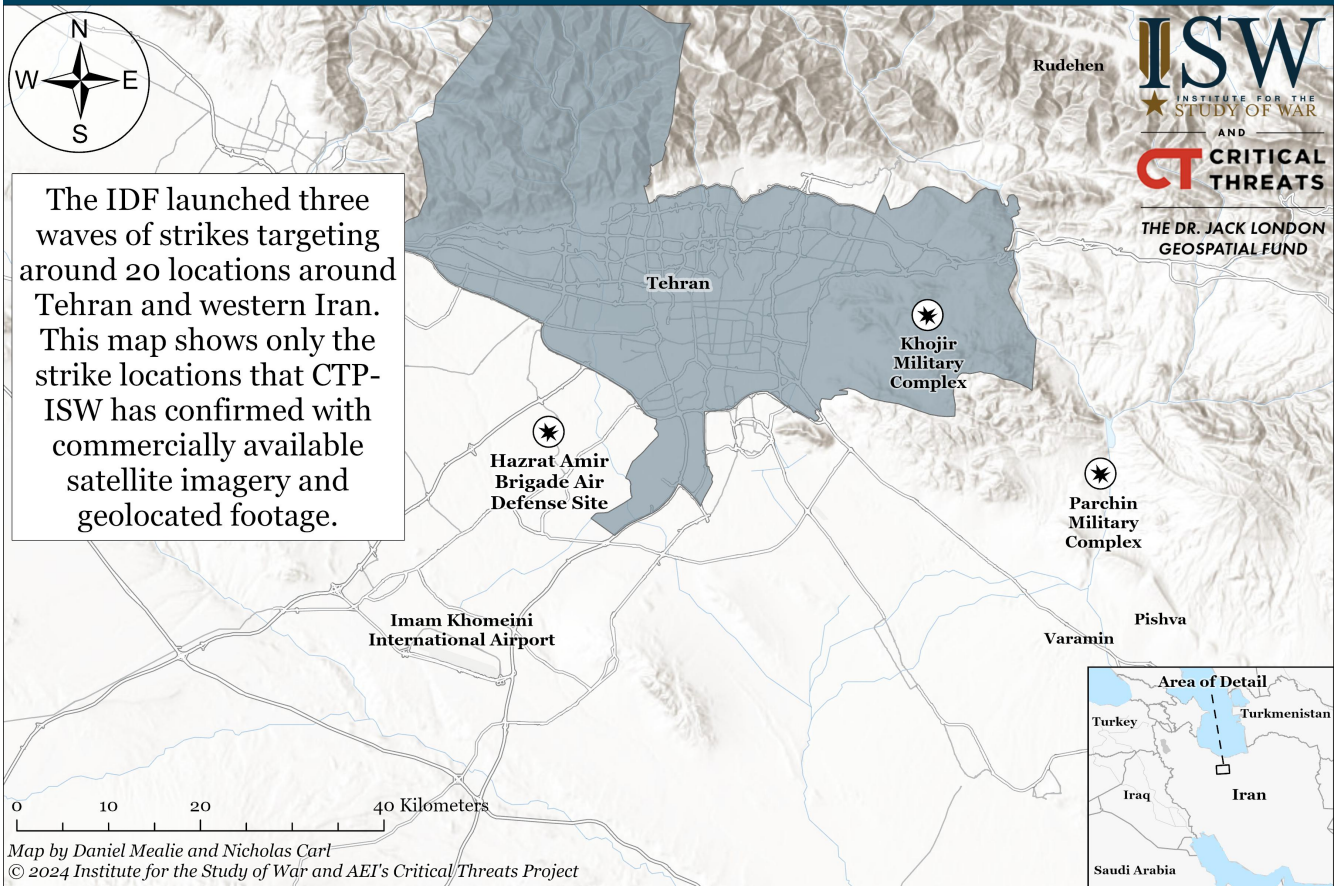 N
W
E
S
Rudehen
ISW
INSTITUTE FOR THE
STUDY OF WAR
AND
CT CRITICAL
THREATS
THE DR. JACK LONDON
GEOSPATIAL FUND
The IDF launched three
waves of strikes targeting
around 20 locations around
Tehran and western Iran.
This map shows only the
strike locations that CTP-
ISW has confirmed with
commercially available
satellite imagery and
geolocated footage.
Tehran
Khojir
Military
Complex
Hazrat Amir
Brigade Air
Defense Site
Parchin
Military
Complex
Imam Khomeini
International Airport
Pishva
Varamin
Area of Detail
Turkey
Turkmenistan
Iraq
Iran
Saudi Arabia
0 10 20 40 Kilometers
Map by Daniel Mealie and Nicholas Carl
© 2024 Institute for the Study of War and AEI's Critical Threats Project